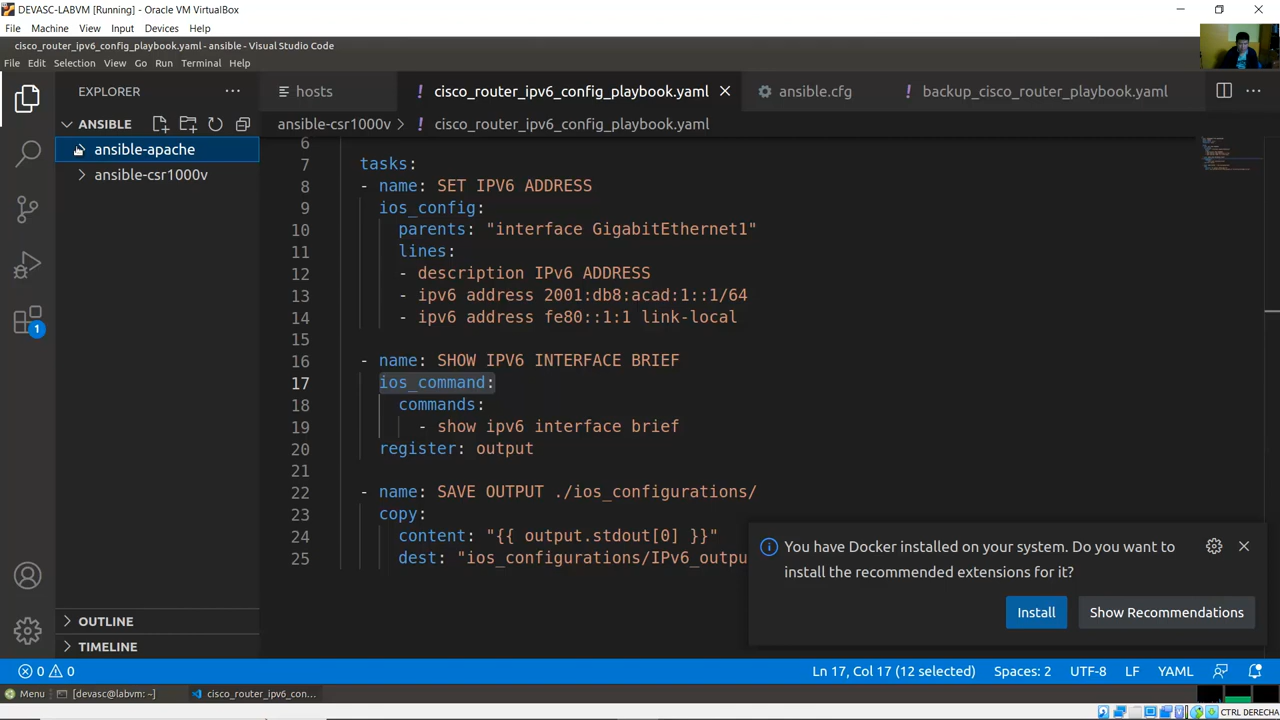 DEVASC-LABVM [Running] - Oracle VM VirtualBox
File Machine View Input Devices Help
cisco_router_ipv6_config_playbook.yaml - ansible - Visual Studio Code
File Edit Selection View Go Run Terminal Help
EXPLORER
hosts
! cisco_router_ipv6_config_playbook.yaml
ansible.cfg
! backup_cisco_router_playbook.yaml
ANSIBLE
ansible-csr1000v > ! cisco_router_ipv6_config_playbook.yaml
ansible-apache
ansible-csr1000v
6
7 tasks:
8 - name: SET IPV6 ADDRESS
9 ios_config:
10 parents: "interface GigabitEthernet1"
11 lines:
12 - description IPv6 ADDRESS
13 - ipv6 address 2001:db8:acad:1::1/64
14 - ipv6 address fe80::1:1 link-local
15
16 - name: SHOW IPV6 INTERFACE BRIEF
17 ios_command:
18 commands:
19 - show ipv6 interface brief
20 register: output
21
22 - name: SAVE OUTPUT ./ios_configurations/
23 copy:
24 content: "{{ output.stdout[0] }}"
25 dest: "ios_configurations/IPv6_outpu
You have Docker installed on your system. Do you want to
install the recommended extensions for it?
Install
Show Recommendations
1
OUTLINE
TIMELINE
0 0
Ln 17, Col 17 (12 selected) Spaces: 2 UTF-8 LF YAML
Menu [devasc@labvm: ~] cisco_router_ipv6_con...
CTRL DERECHA